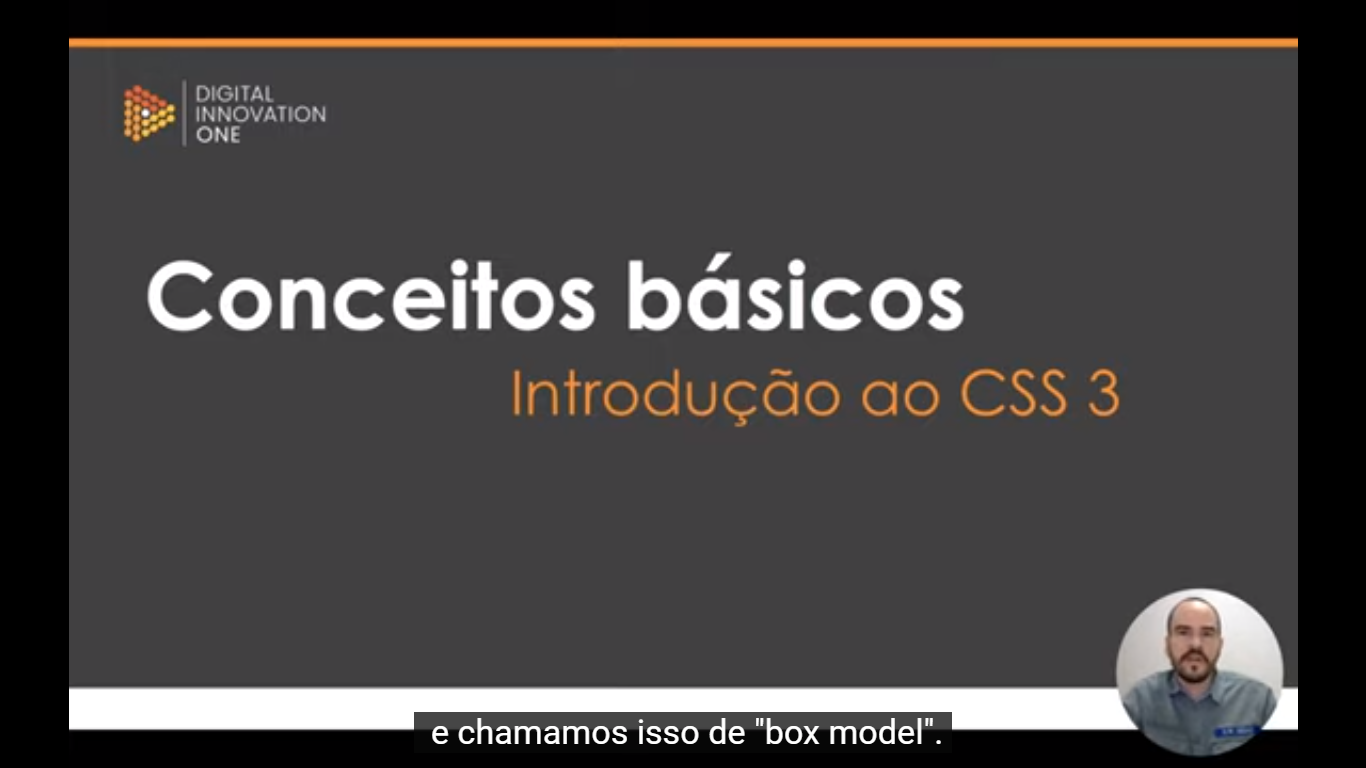 DIGITAL
INNOVATION
ONE
Conceitos básicos
Introdução ao CSS 3
e chamamos isso de "box model".